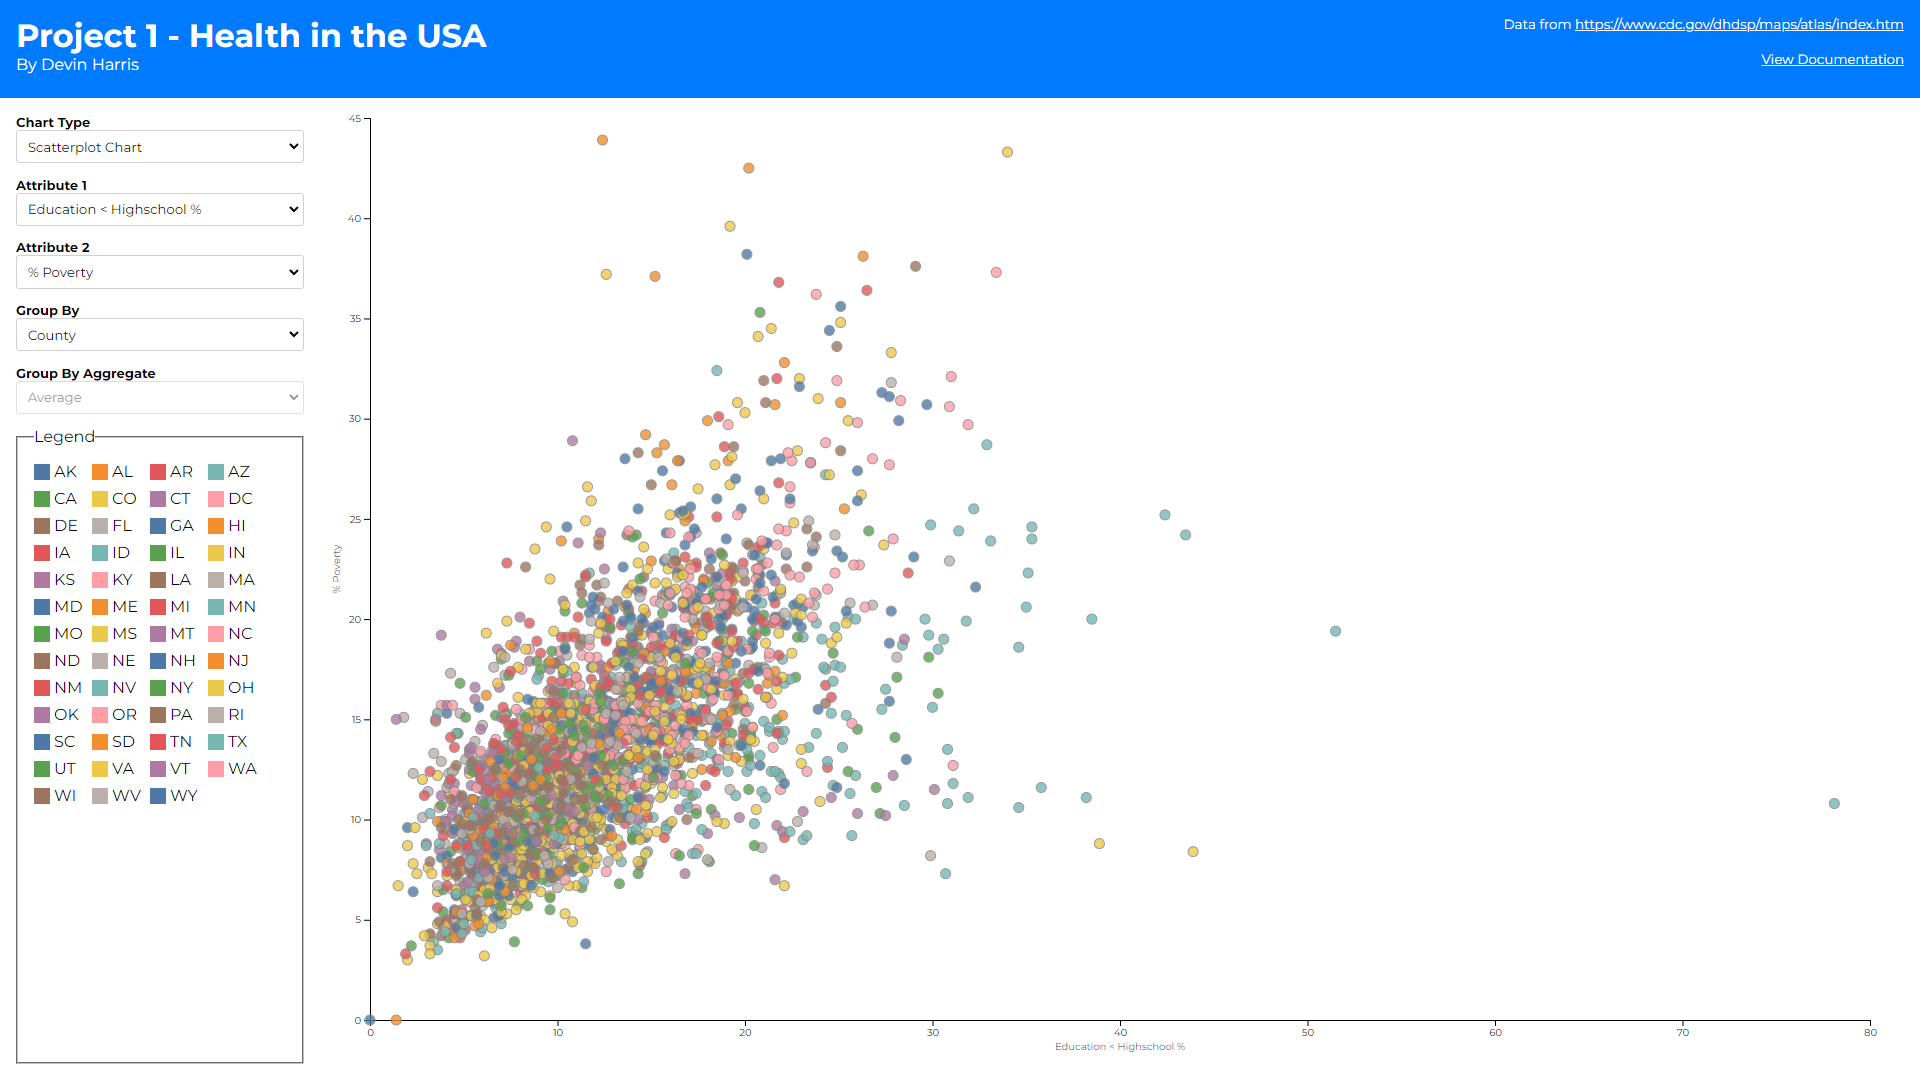 Project 1 - Health in the USA
By Devin Harris
Data from https://www.cdc.gov/dhdsp/maps/atlas/index.htm
View Documentation
Chart Type
Scatterplot Chart
Attribute 1
Education < Highschool %
Attribute 2
% Poverty
Group By
County
Group By Aggregate
Average
Legend
AK AL AR AZ
CA CO CT DC
DE FL GA HI
IA ID IL IN
KS KY LA MA
MD ME MI MN
MO MS MT NC
ND NE NH NJ
NM NV NY OH
OK OR PA RI
SC SD TN TX
UT VA VT WA
WI WV WY
45
40
35
30
25
20
15
10
5
0
% Poverty
0 10 20 30 40 50 60 70 80
Education < Highschool %